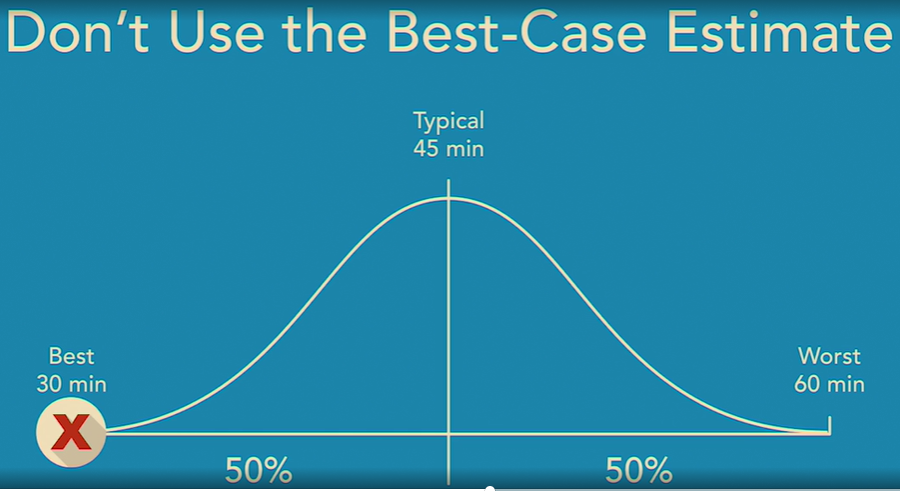 Don't Use the Best-Case Estimate
Typical
45 min
Best
30 min
Worst
60 min
X
50%
50%